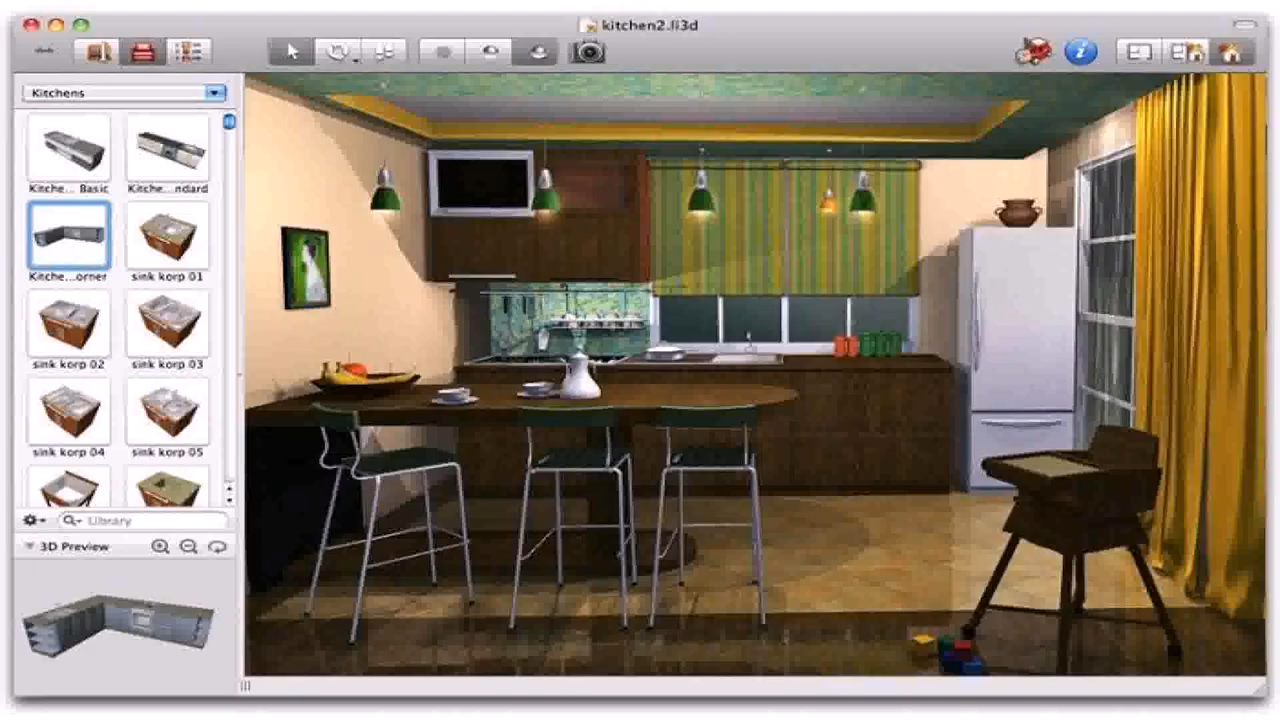 kitchen2.li3d
Kitchens
Kitche... Basic
Kitche...ndard
Kitche...orner
sink korp 01
sink korp 02
sink korp 03
sink korp 04
sink korp 05
Library
3D Preview